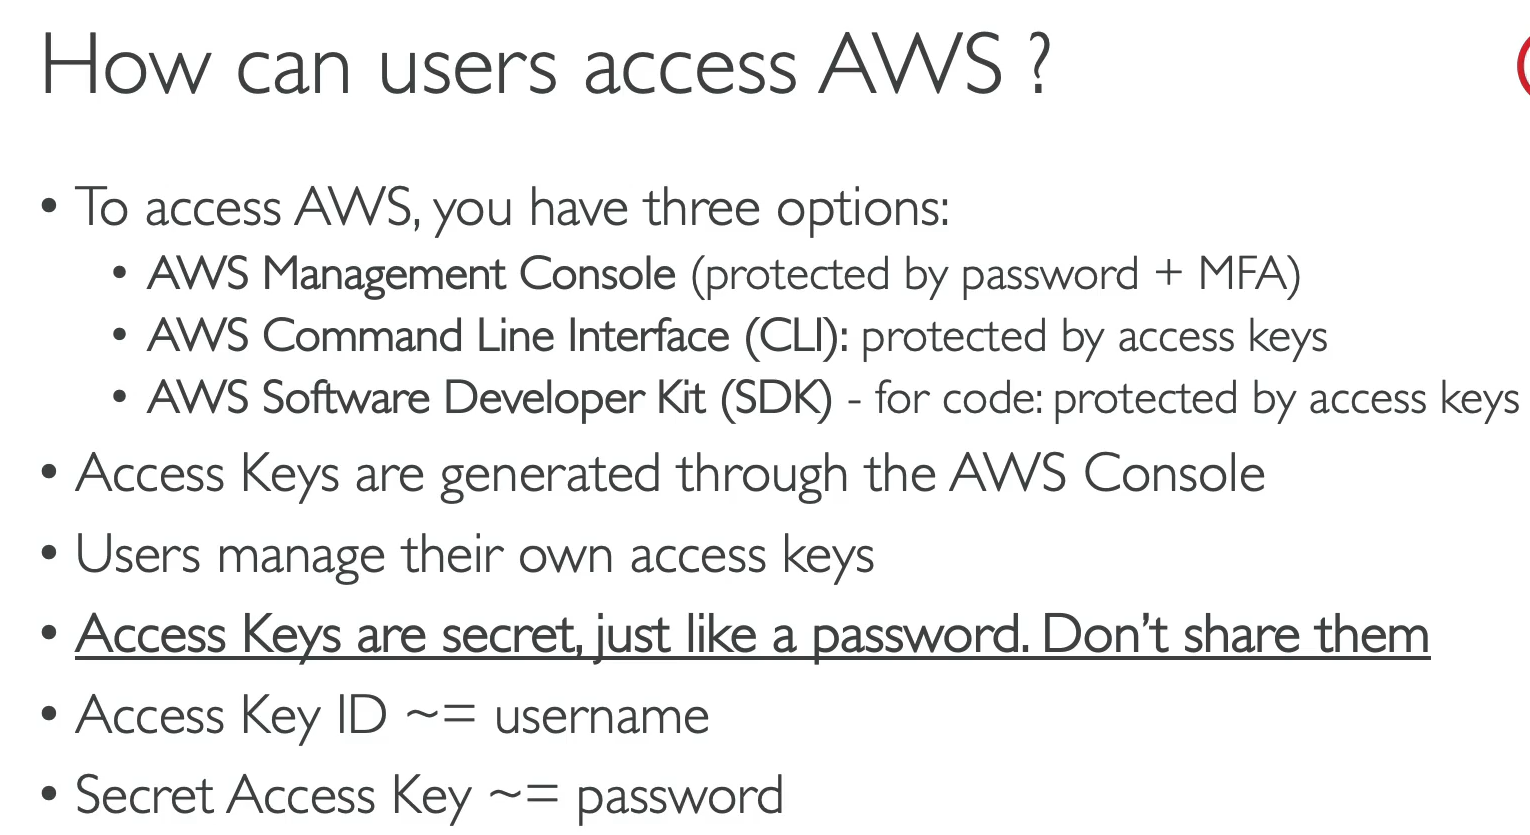 How can users access AWS ?
• To access AWS, you have three options:
• AWS Management Console (protected by password + MFA)
• AWS Command Line Interface (CLI): protected by access keys
• AWS Software Developer Kit (SDK) - for code: protected by access keys
• Access Keys are generated through the AWS Console
• Users manage their own access keys
• Access Keys are secret, just like a password. Don’t share them
• Access Key ID ~= username
• Secret Access Key ~= password